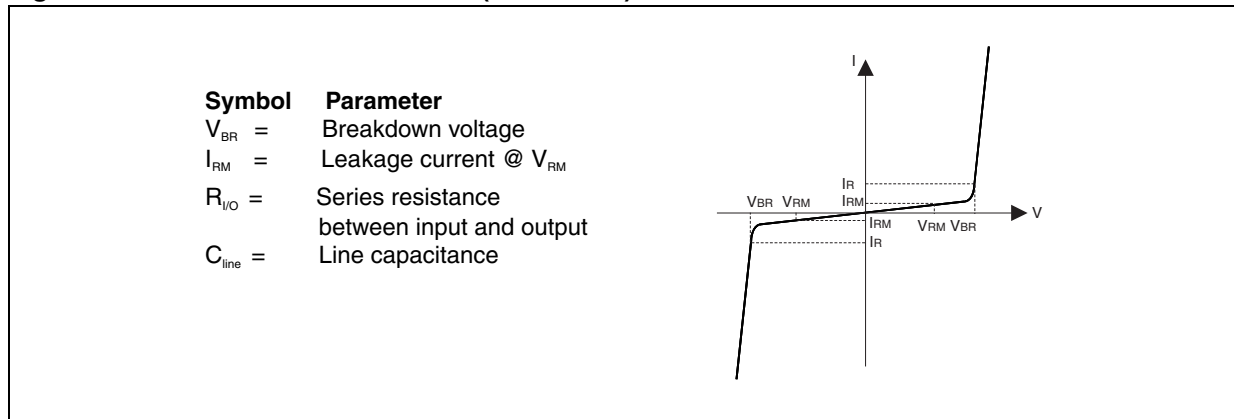 Symbol Parameter
VBR = Breakdown voltage
IRM = Leakage current @ VRM
RI/O = Series resistance
between input and output
Cline = Line capacitance
I
IR
IRM
VBR VRM
V
IRM
VRM VBR
IR